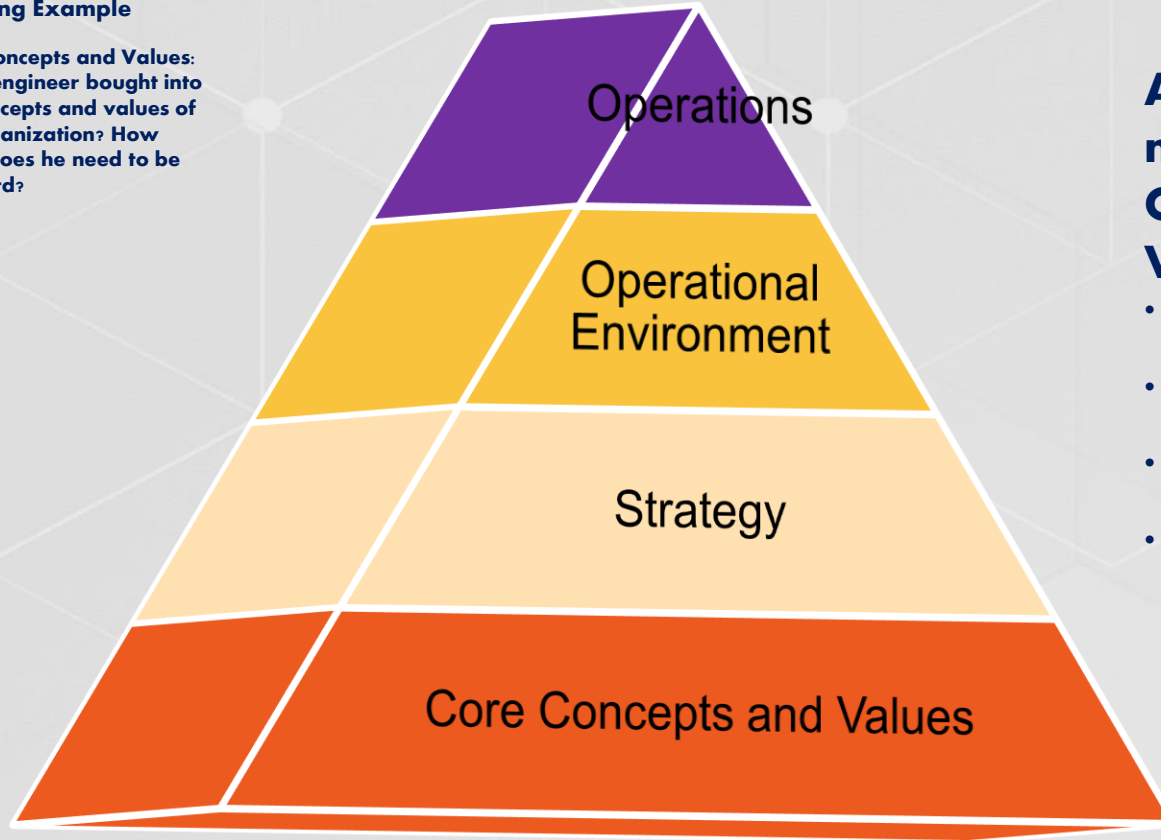 ng Example
oncepts and Values:
engineer bought into
cepts and values of
anization? How
oes he need to be
rd?
Operations
Operational
Environment
Strategy
Core Concepts and Values